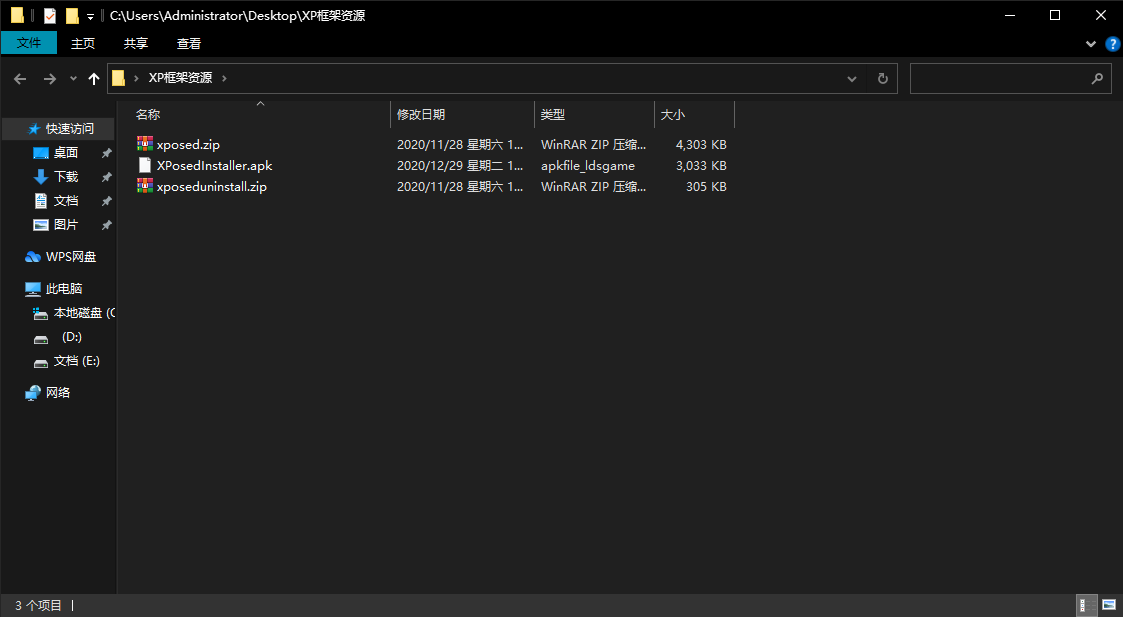 C:\Users\Administrator\Desktop\XP框架资源
文件 主页 共享 查看
XP框架资源
名称 修改日期 类型 大小
xposed.zip 2020/11/28 星期六 1... WinRAR ZIP 压缩... 4,303 KB
XPosedInstaller.apk 2020/12/29 星期二 1... apkfile_ldsgame 3,033 KB
xposeduninstall.zip 2020/11/28 星期六 1... WinRAR ZIP 压缩... 305 KB
快速访问
桌面
下载
文档
图片
WPS网盘
此电脑
本地磁盘 (C
(D:)
文档 (E:)
网络
3 个项目